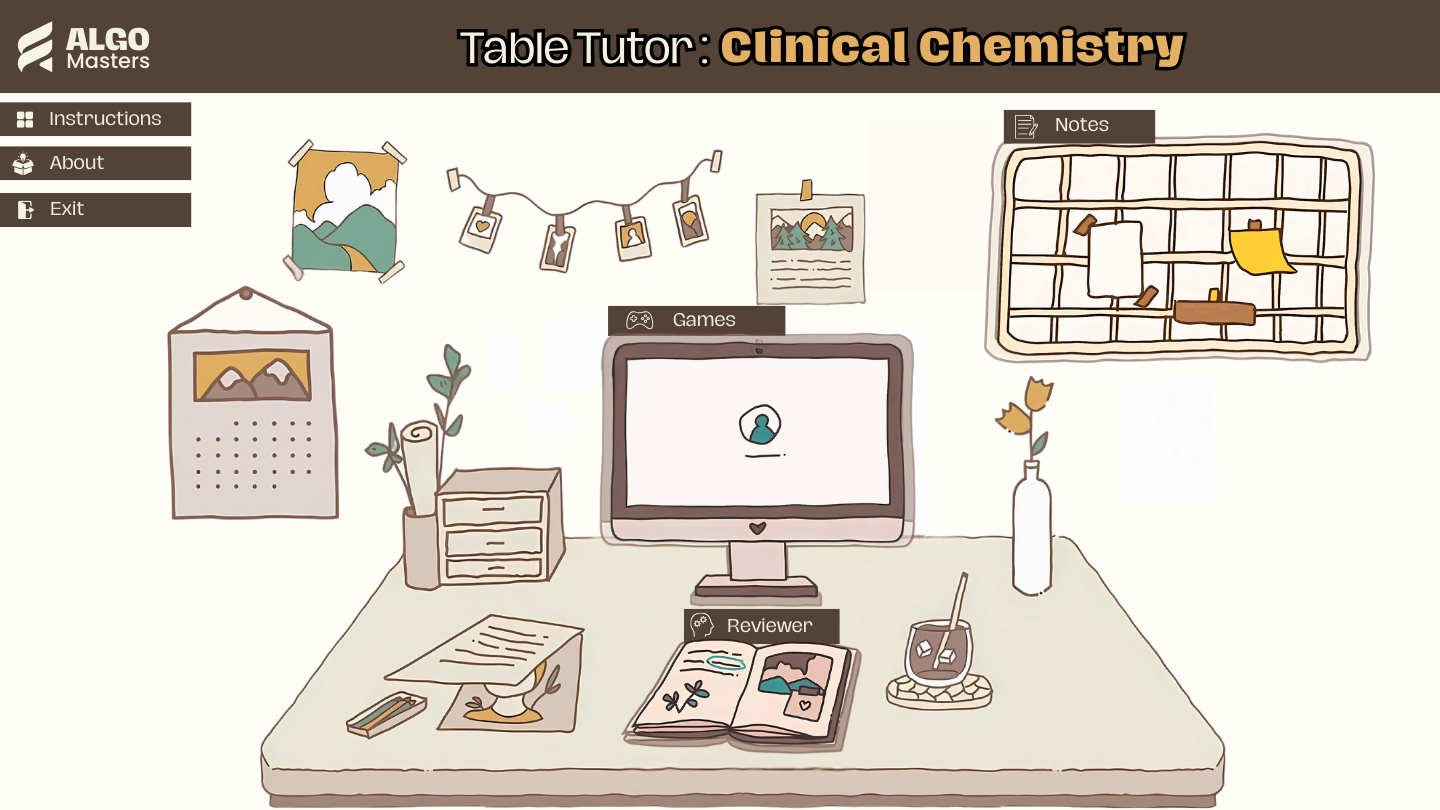 ALGO
Masters
Table Tutor : Clinical Chemistry
Instructions
About
Exit
Notes
Games
Reviewer